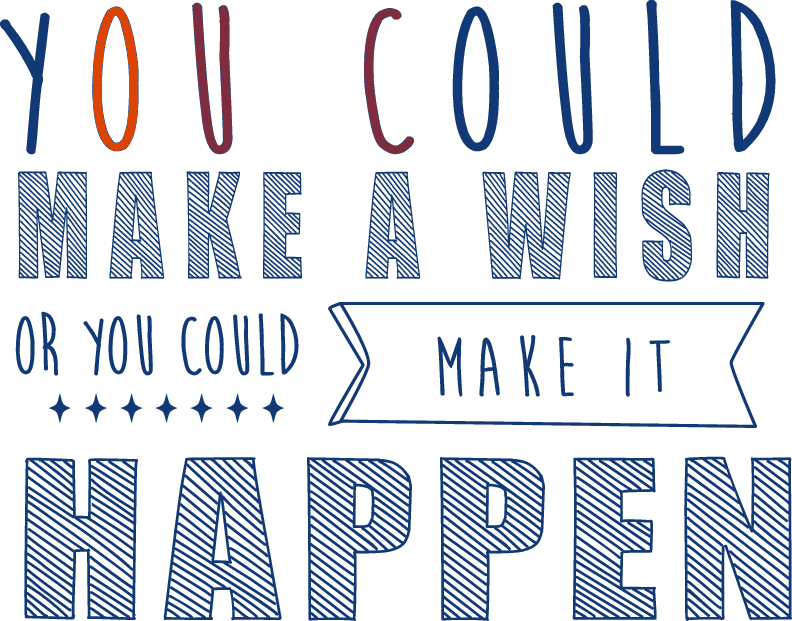 YOU COULD
MAKE A WISH
OR YOU COULD
MAKE IT
HAPPEN